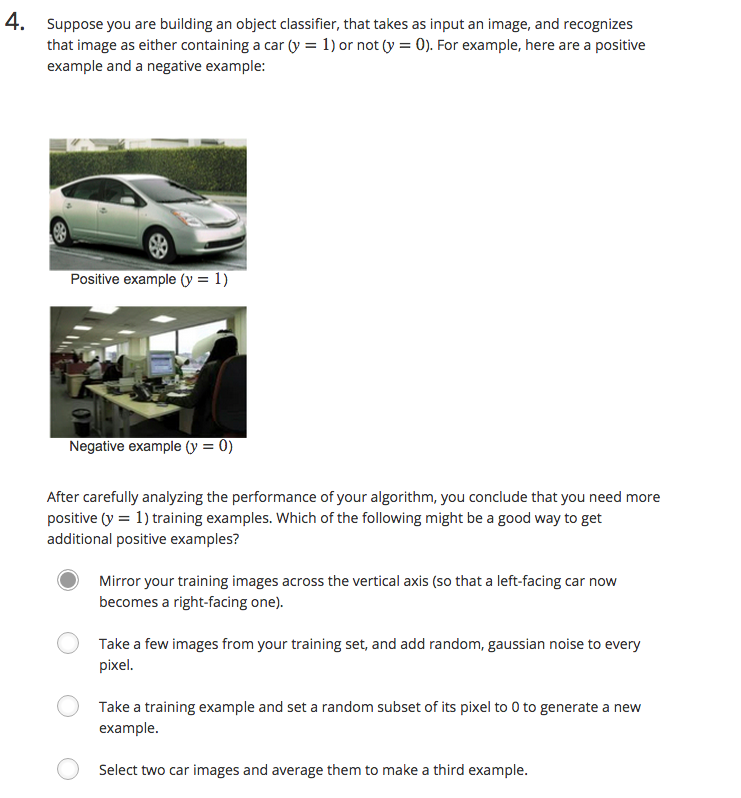 4. Suppose you are building an object classifier, that takes as input an image, and recognizes
that image as either containing a car (y = 1) or not (y = 0). For example, here are a positive
example and a negative example:
Positive example (y = 1)
Negative example (y = 0)
After carefully analyzing the performance of your algorithm, you conclude that you need more
positive (y = 1) training examples. Which of the following might be a good way to get
additional positive examples?
Mirror your training images across the vertical axis (so that a left-facing car now
becomes a right-facing one).
Take a few images from your training set, and add random, gaussian noise to every
pixel.
Take a training example and set a random subset of its pixel to 0 to generate a new
example.
Select two car images and average them to make a third example.